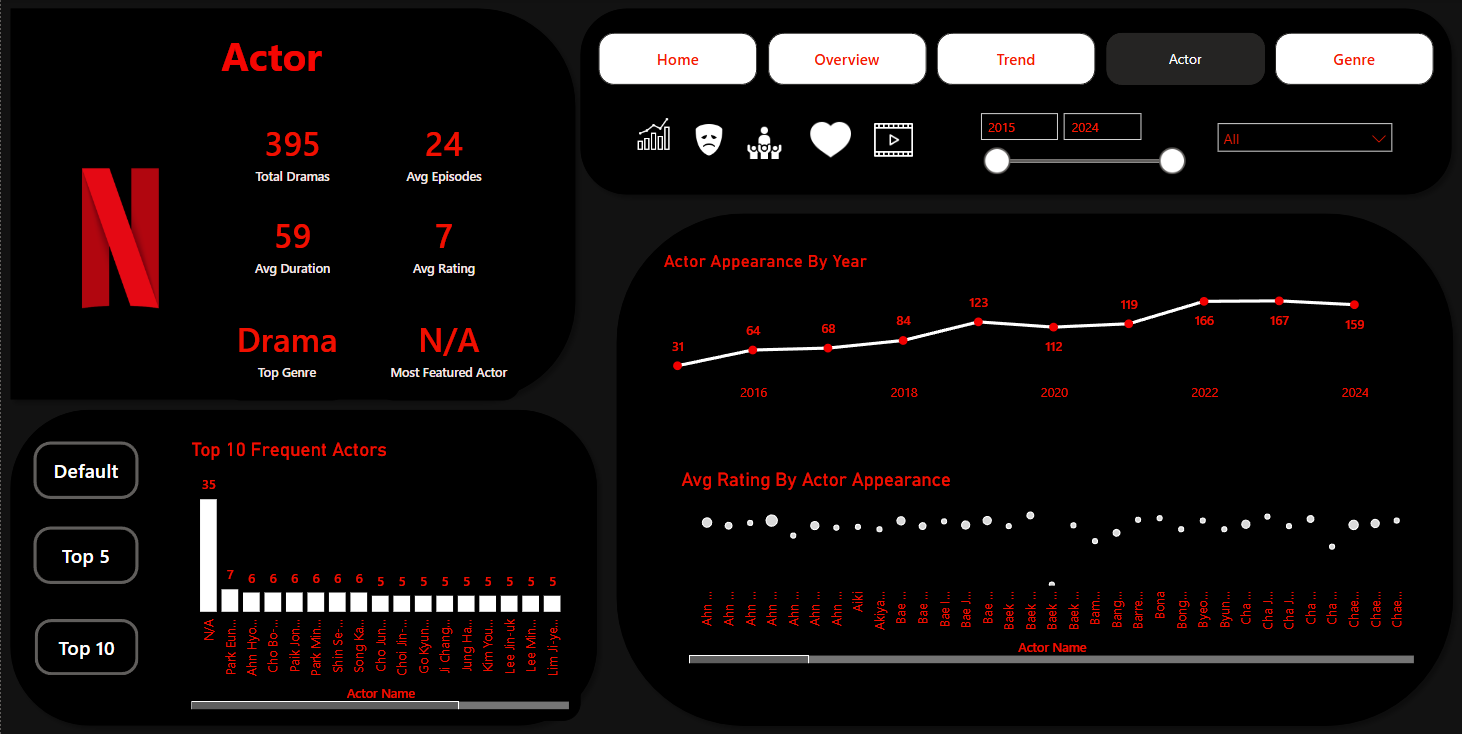 Actor
395
Total Dramas
24
Avg Episodes
59
Avg Duration
7
Avg Rating
Drama
Top Genre
N/A
Most Featured Actor
Home
Overview
Trend
Actor
Genre
2015
2024
All
Default
Top 5
Top 10
Top 10 Frequent Actors
35
7
6
6
6
6
6
6
5
5
5
5
5
5
5
5
5
N/A
Park Eun...
Ahn Hyo...
Cho Bo-...
Paik Jon...
Park Min...
Shin Se-...
Song Ka...
Cho Jun...
Choi Jin-...
Go Kyun...
Ji Chang...
Jung Ha...
Kim You...
Lee Jin-uk
Lee Min...
Lim Ji-ye...
Actor Name
Actor Appearance By Year
31
64
68
84
123
112
119
166
167
159
2016
2018
2020
2022
2024
Avg Rating By Actor Appearance
Ahn ...
Ahn ...
Ahn ...
Ahn ...
Ahn ...
Ahn ...
Ahn ...
Aiki
Akiya...
Bae ...
Bae ...
Bae I...
Bae J...
Bae ...
Baek ...
Baek ...
Baek ...
Baek ...
Bam...
Bang...
Barre...
Bona
Bong...
Byeo...
Byun...
Cha ...
Cha J...
Cha J...
Cha ...
Cha ...
Chae...
Chae...
Chae...
Actor Name